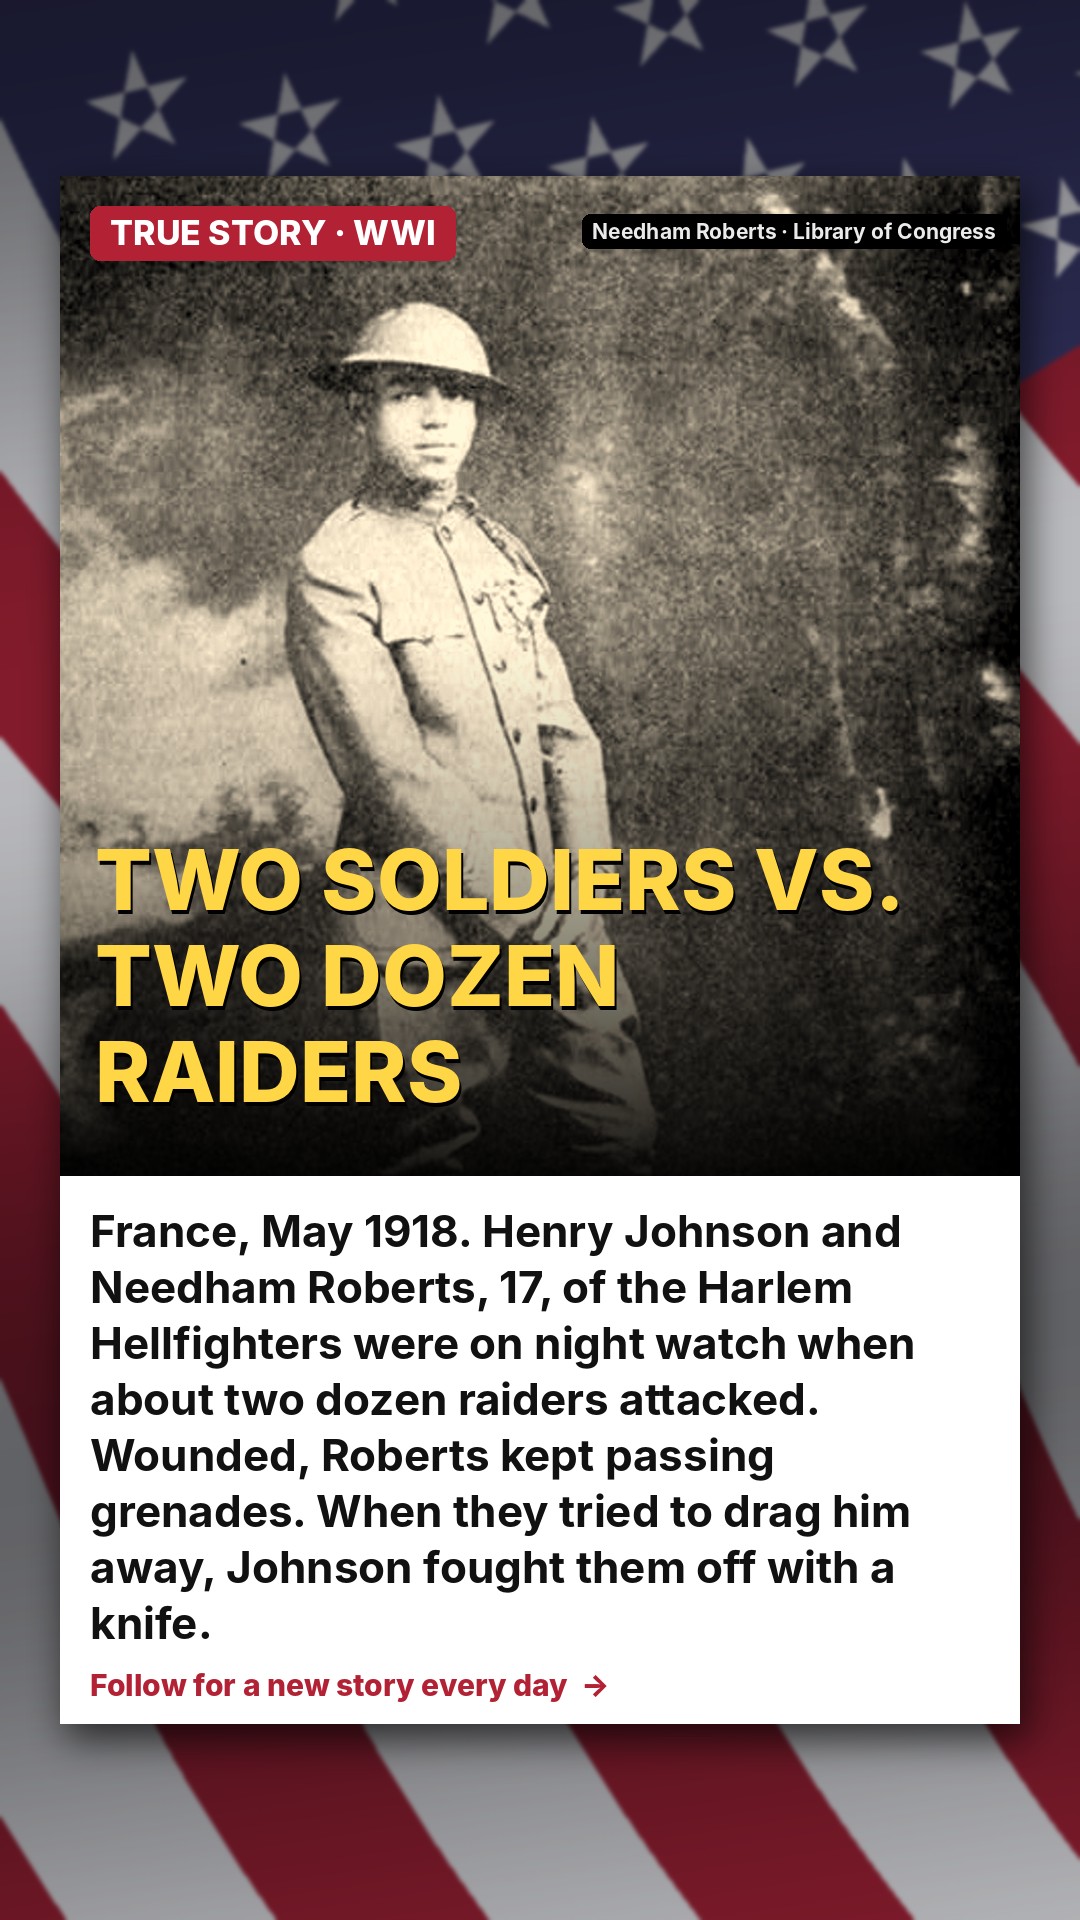 TRUE STORY · WWI
Needham Roberts · Library of Congress
TWO SOLDIERS VS.
TWO DOZEN
RAIDERS
France, May 1918. Henry Johnson and
Needham Roberts, 17, of the Harlem
Hellfighters were on night watch when
about two dozen raiders attacked.
Wounded, Roberts kept passing
grenades. When they tried to drag him
away, Johnson fought them off with a
knife.
Follow for a new story every day →